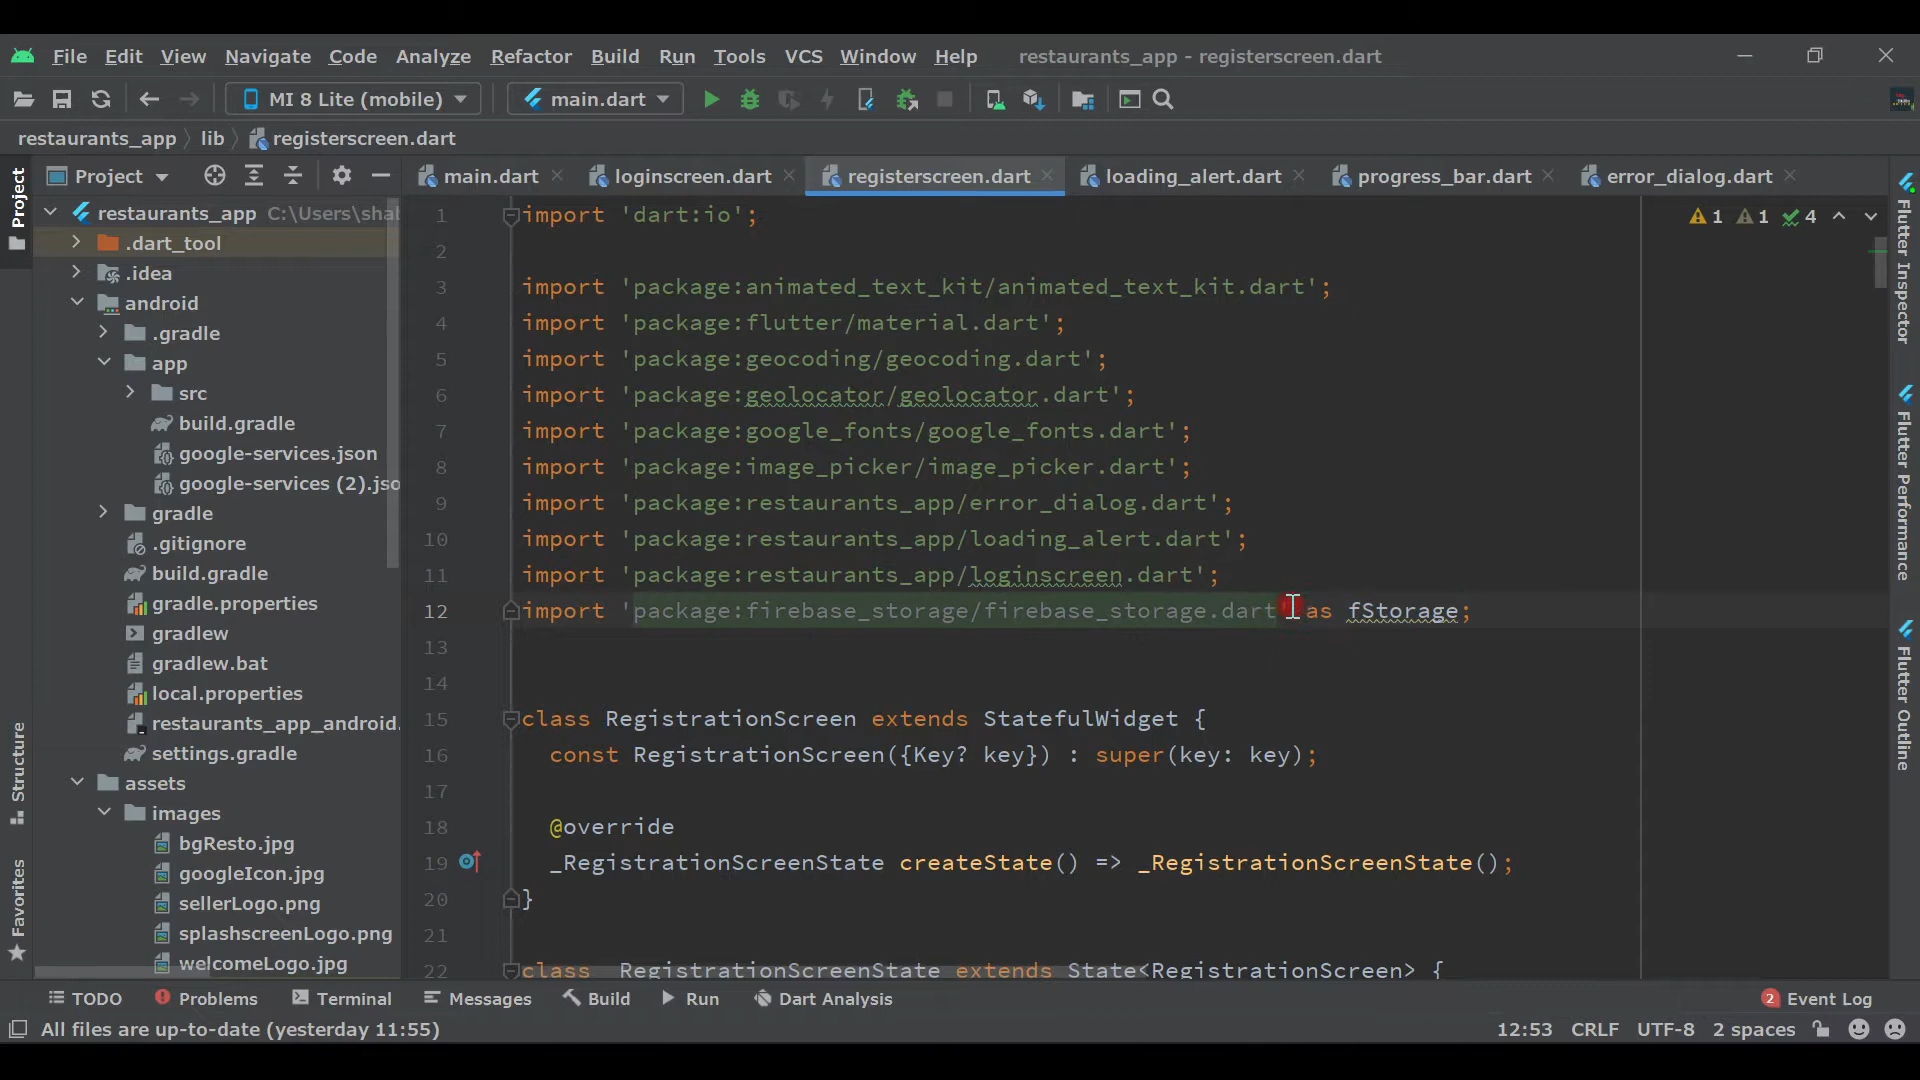 File Edit View Navigate Code Analyze Refactor Build Run Tools VCS Window Help restaurants_app - registerscreen.dart
MI 8 Lite (mobile) main.dart
restaurants_app lib registerscreen.dart
Project main.dart loginscreen.dart registerscreen.dart loading_alert.dart progress_bar.dart error_dialog.dart
Project
restaurants_app C:\Users\shal
.dart_tool
.idea
android
.gradle
app
src
build.gradle
google-services.json
google-services (2).jso
gradle
.gitignore
build.gradle
gradle.properties
gradlew
gradlew.bat
local.properties
restaurants_app_android.
settings.gradle
assets
images
bgResto.jpg
googleIcon.jpg
sellerLogo.png
splashscreenLogo.png
welcomeLogo.jpg
Structure
Favorites
1 import 'dart:io';
2
3 import 'package:animated_text_kit/animated_text_kit.dart';
4 import 'package:flutter/material.dart';
5 import 'package:geocoding/geocoding.dart';
6 import 'package:geolocator/geolocator.dart';
7 import 'package:google_fonts/google_fonts.dart';
8 import 'package:image_picker/image_picker.dart';
9 import 'package:restaurants_app/error_dialog.dart';
10 import 'package:restaurants_app/loading_alert.dart';
11 import 'package:restaurants_app/loginscreen.dart';
12 import 'package:firebase_storage/firebase_storage.dart' as fStorage;
13
14
15 class RegistrationScreen extends StatefulWidget {
16 const RegistrationScreen({Key? key}) : super(key: key);
17
18 @override
19 _RegistrationScreenState createState() => _RegistrationScreenState();
20 }
21
22 class _RegistrationScreenState extends State<RegistrationScreen> {
1 1 4
Flutter Inspector
Flutter Performance
Flutter Outline
TODO Problems Terminal Messages Build Run Dart Analysis 2 Event Log
All files are up-to-date (yesterday 11:55) 12:53 CRLF UTF-8 2 spaces